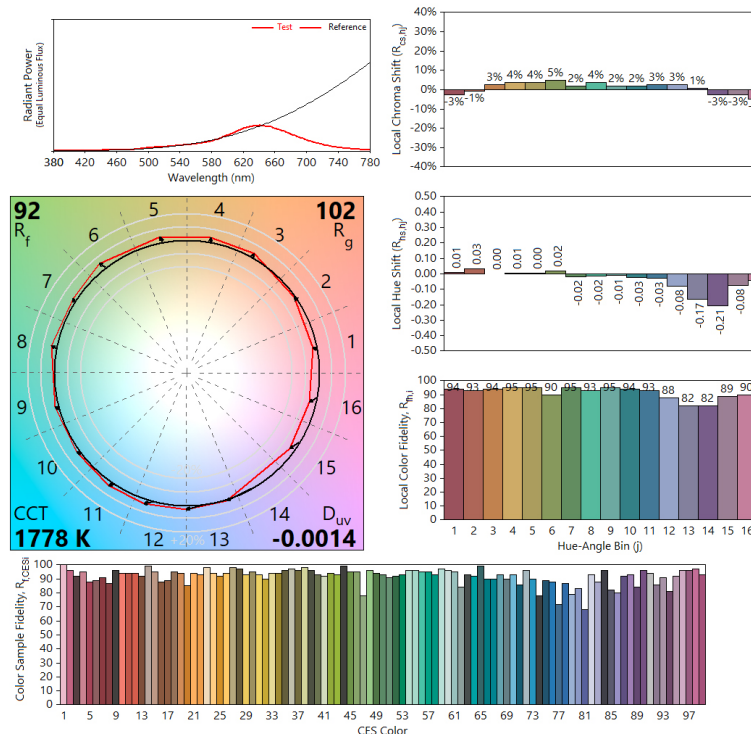 Test Reference
Radiant Power
(Equal Luminous Flux)
380 420 460 500 540 580 620 660 700 740 780
Wavelength (nm)
Local Chroma Shift (Rcs,hj)
40%
30%
20%
10%
0%
-10%
-20%
-30%
-40%
-3% -1% 3% 4% 4% 5% 2% 4% 2% 2% 3% 3% 1% -3% -3%
92
Rf
102
Rg
1 2 3 4 5 6 7 8 9 10 11 12 13 14 15 16
+20%
CCT
1778 K
Duv
-0.0014
Local Hue Shift (Rhs,hj)
0.50
0.40
0.30
0.20
0.10
0.00
-0.10
-0.20
-0.30
-0.40
-0.50
0.01 0.03 0.00 0.01 0.00 0.02 -0.02 -0.02 -0.01 -0.03 -0.03 -0.08 -0.17 -0.21 -0.08
Local Color Fidelity, Rfh,i
100
90
80
70
60
50
40
30
20
10
0
94 93 94 95 95 90 95 93 95 94 93 88 82 82 89 90
1 2 3 4 5 6 7 8 9 10 11 12 13 14 15 16
Hue-Angle Bin (j)
Color Sample Fidelity, Rf,CESi
100
90
80
70
60
50
40
30
20
10
0
1 5 9 13 17 21 25 29 33 37 41 45 49 53 57 61 65 69 73 77 81 85 89 93 97
CES Color